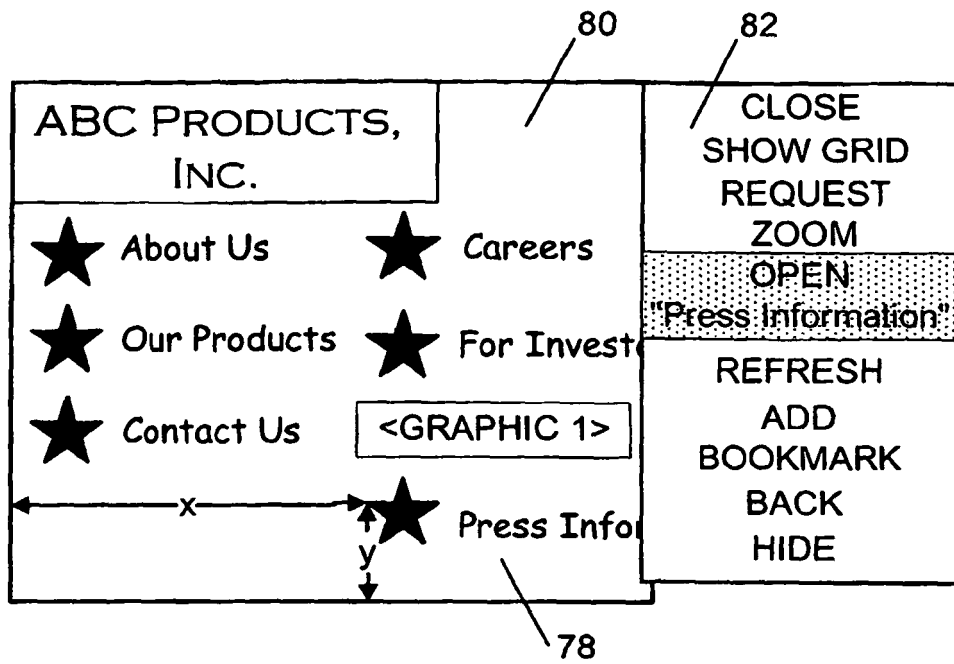 80
82
ABC PRODUCTS,
INC.
About Us
Careers
Our Products
For Investo
Contact Us
<GRAPHIC 1>
x
y
Press Infor
CLOSE
SHOW GRID
REQUEST
ZOOM
OPEN
"Press Information"
REFRESH
ADD
BOOKMARK
BACK
HIDE
78